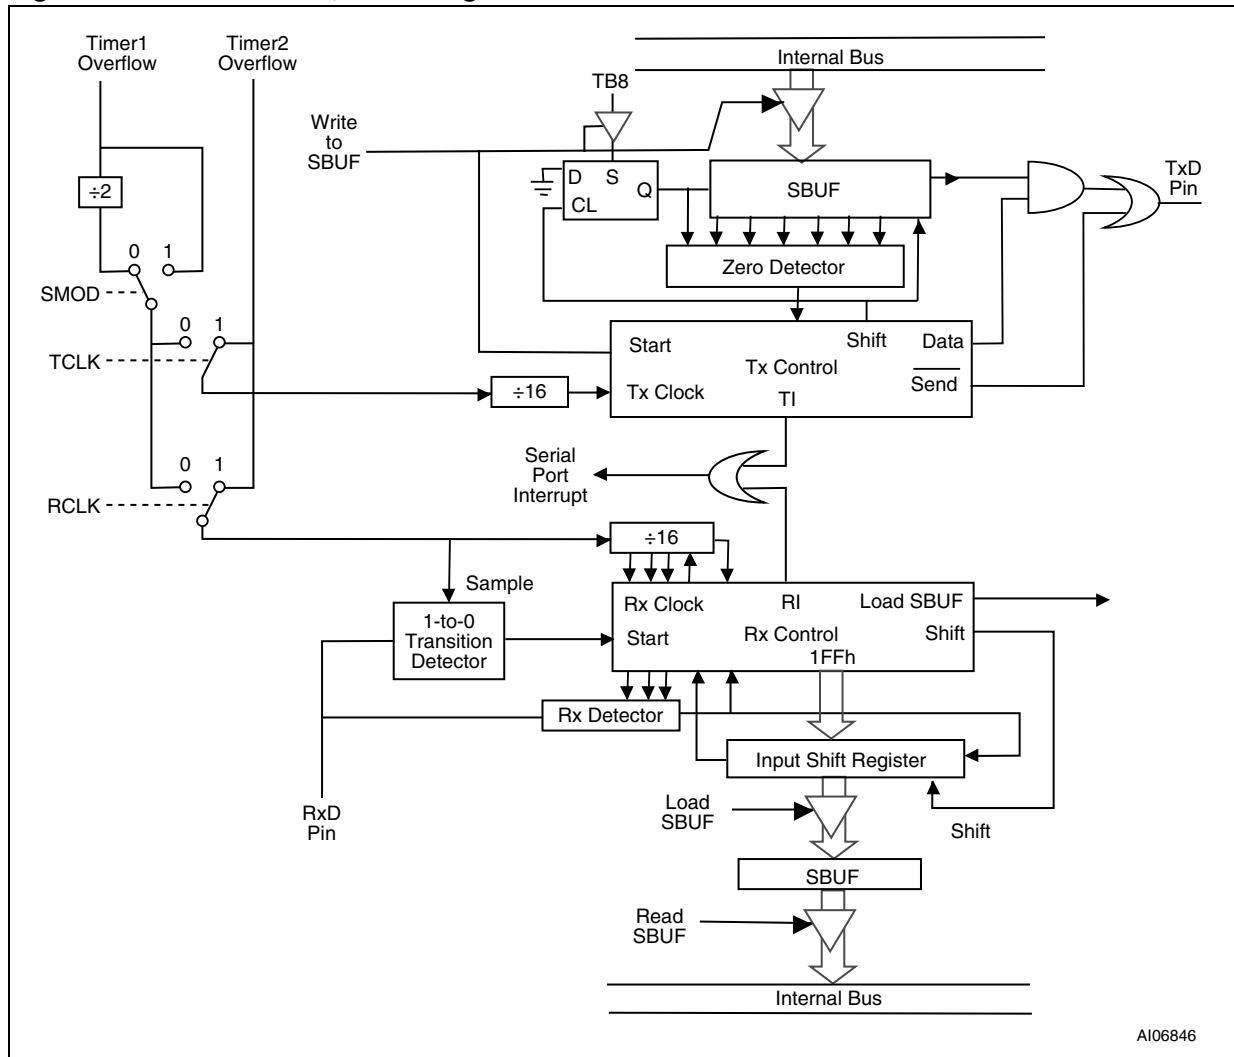 Timer1
Overflow
Timer2
Overflow
Internal Bus
TB8
Write
to
SBUF
÷2
D
S
Q
CL
SBUF
TxD
Pin
Zero Detector
0
1
SMOD
0
1
TCLK
Start
Shift
Data
Tx Control
Send
Tx Clock
TI
÷16
Serial
Port
Interrupt
0
1
RCLK
÷16
Sample
1-to-0
Transition
Detector
Rx Clock
RI
Load SBUF
Start
Rx Control
Shift
1FFh
Rx Detector
Input Shift Register
RxD
Pin
Load
SBUF
Shift
SBUF
Read
SBUF
Internal Bus
AI06846